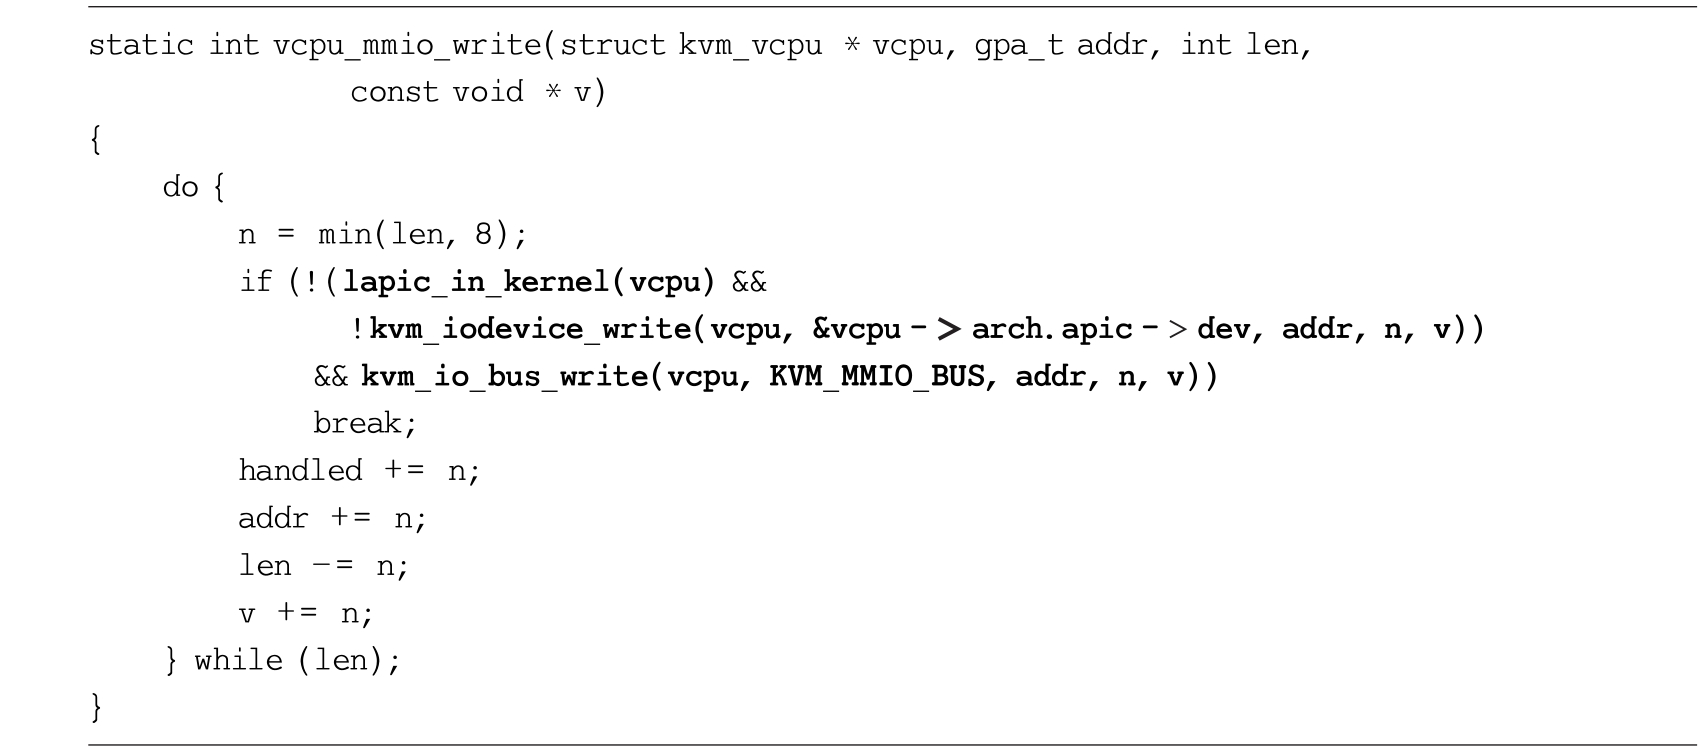 static int vcpu_mmio_write(struct kvm_vcpu * vcpu, gpa_t addr, int len,
const void * v)
{
do {
n = min(len, 8);
if (!(lapic_in_kernel(vcpu) &&
!kvm_iodevice_write(vcpu, &vcpu -> arch.apic -> dev, addr, n, v))
&& kvm_io_bus_write(vcpu, KVM_MMIO_BUS, addr, n, v))
break;
handled += n;
addr += n;
len -= n;
v += n;
} while (len);
}